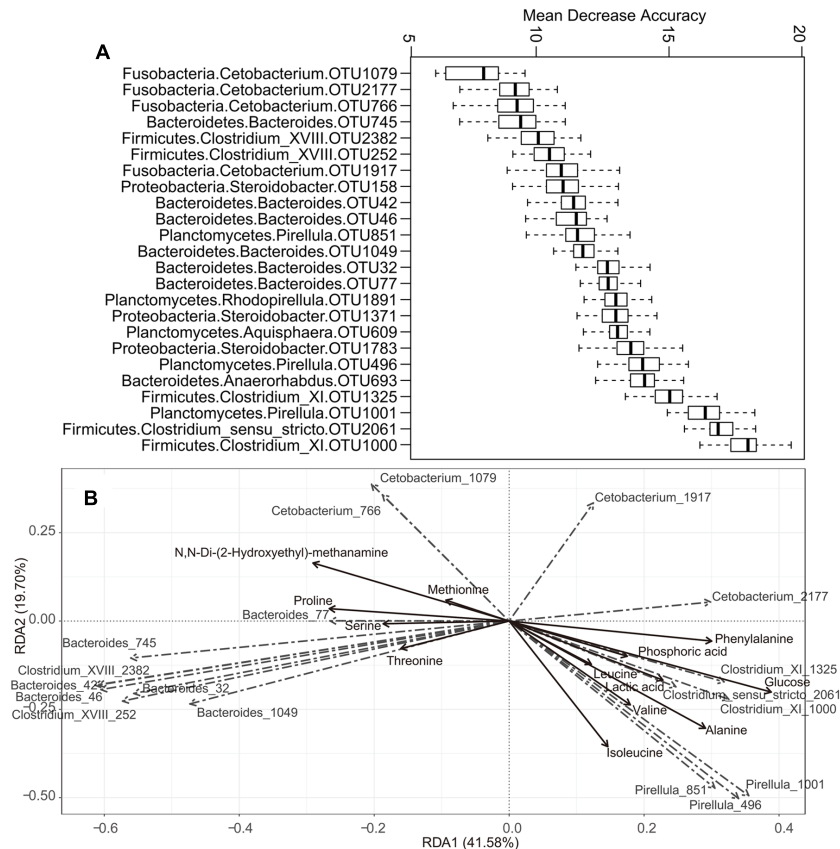 Mean Decrease Accuracy
5 10 15 20
A
Fusobacteria.Cetobacterium.OTU1079
Fusobacteria.Cetobacterium.OTU2177
Fusobacteria.Cetobacterium.OTU766
Bacteroidetes.Bacteroides.OTU745
Firmicutes.Clostridium_XVIII.OTU2382
Firmicutes.Clostridium_XVIII.OTU252
Fusobacteria.Cetobacterium.OTU1917
Proteobacteria.Steroidobacter.OTU158
Bacteroidetes.Bacteroides.OTU42
Bacteroidetes.Bacteroides.OTU46
Planctomycetes.Pirellula.OTU851
Bacteroidetes.Bacteroides.OTU1049
Bacteroidetes.Bacteroides.OTU32
Bacteroidetes.Bacteroides.OTU77
Planctomycetes.Rhodopirellula.OTU1891
Proteobacteria.Steroidobacter.OTU1371
Planctomycetes.Aquisphaera.OTU609
Proteobacteria.Steroidobacter.OTU1783
Planctomycetes.Pirellula.OTU496
Bacteroidetes.Anaerorhabdus.OTU693
Firmicutes.Clostridium_XI.OTU1325
Planctomycetes.Pirellula.OTU1001
Firmicutes.Clostridium_sensu_stricto.OTU2061
Firmicutes.Clostridium_XI.OTU1000
B
Cetobacterium_1079
Cetobacterium_1917
Cetobacterium_766
0.25
N,N-Di-(2-Hydroxyethyl)-methanamine
Methionine
Cetobacterium_2177
Proline
Bacteroides_77
0.00
Serine
Phenylalanine
Bacteroides_745
Phosphoric acid
Threonine
Clostridium_XVIII_2382
Clostridium_XI_1325
Leucine
Glucose
Bacteroides_42
Bacteroides_32
Lactic acid
Bacteroides_46
Clostridium_sensu_stricto_2061
Clostridium_XVIII_252
−0.25
Bacteroides_1049
Valine
Clostridium_XI_1000
Alanine
Isoleucine
Pirellula_851
Pirellula_1001
−0.50
Pirellula_496
RDA2 (19.70%)
−0.6 −0.4 −0.2 0.0 0.2 0.4
RDA1 (41.58%)